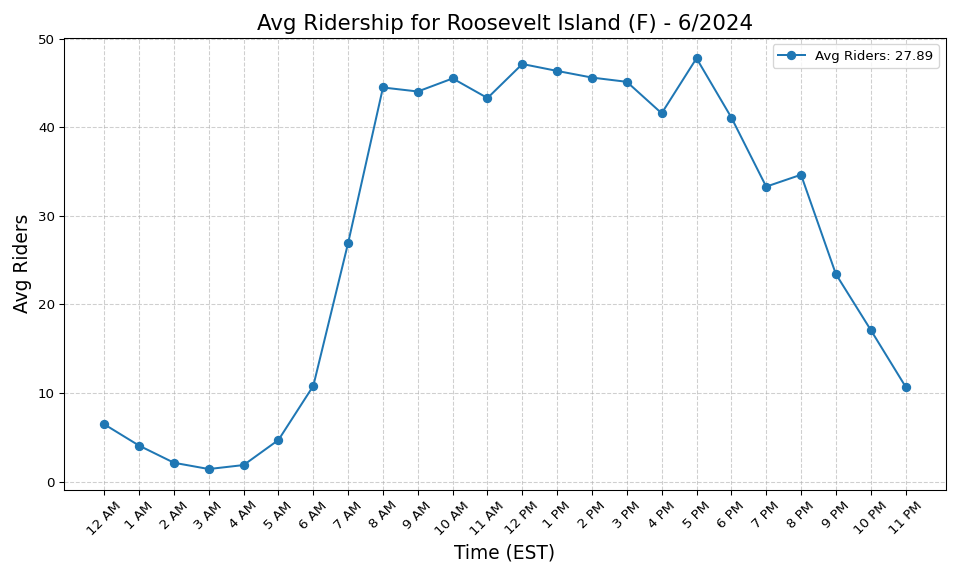 Avg Ridership for Roosevelt Island (F) - 6/2024
Avg Riders: 27.89
Avg Riders
50
40
30
20
10
0
12 AM
1 AM
2 AM
3 AM
4 AM
5 AM
6 AM
7 AM
8 AM
9 AM
10 AM
11 AM
12 PM
1 PM
2 PM
3 PM
4 PM
5 PM
6 PM
7 PM
8 PM
9 PM
10 PM
11 PM
Time (EST)